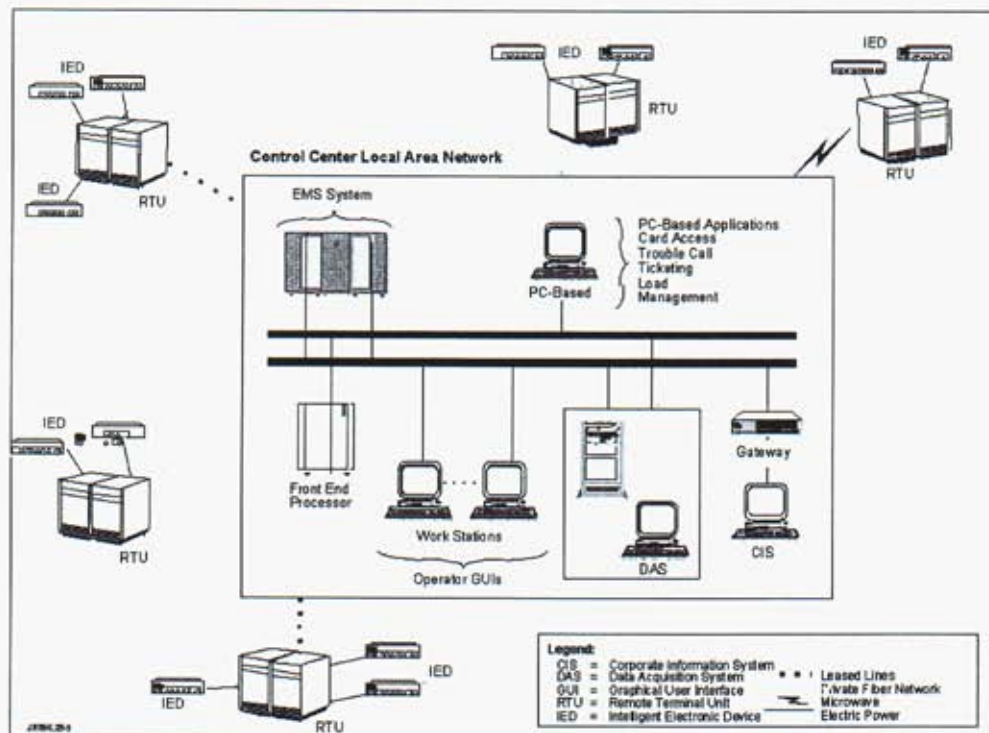 IED
RTU
IED
IED
RTU
IED
RTU
Control Center Local Area Network
EMS System
PC-Based
PC-Based Applications
Card Access
Trouble Call
Ticketing
Load
Management
IED
RTU
Front End
Processor
Work Stations
Operator GUIs
DAS
Gateway
CIS
IED
RTU
IED
IED
Legend:
CIS = Corporate Information System
DAS = Data Acquisition System
GUI = Graphical User Interface
RTU = Remote Terminal Unit
IED = Intelligent Electronic Device
Leased Lines
Private Fiber Network
Microwave
Electric Power